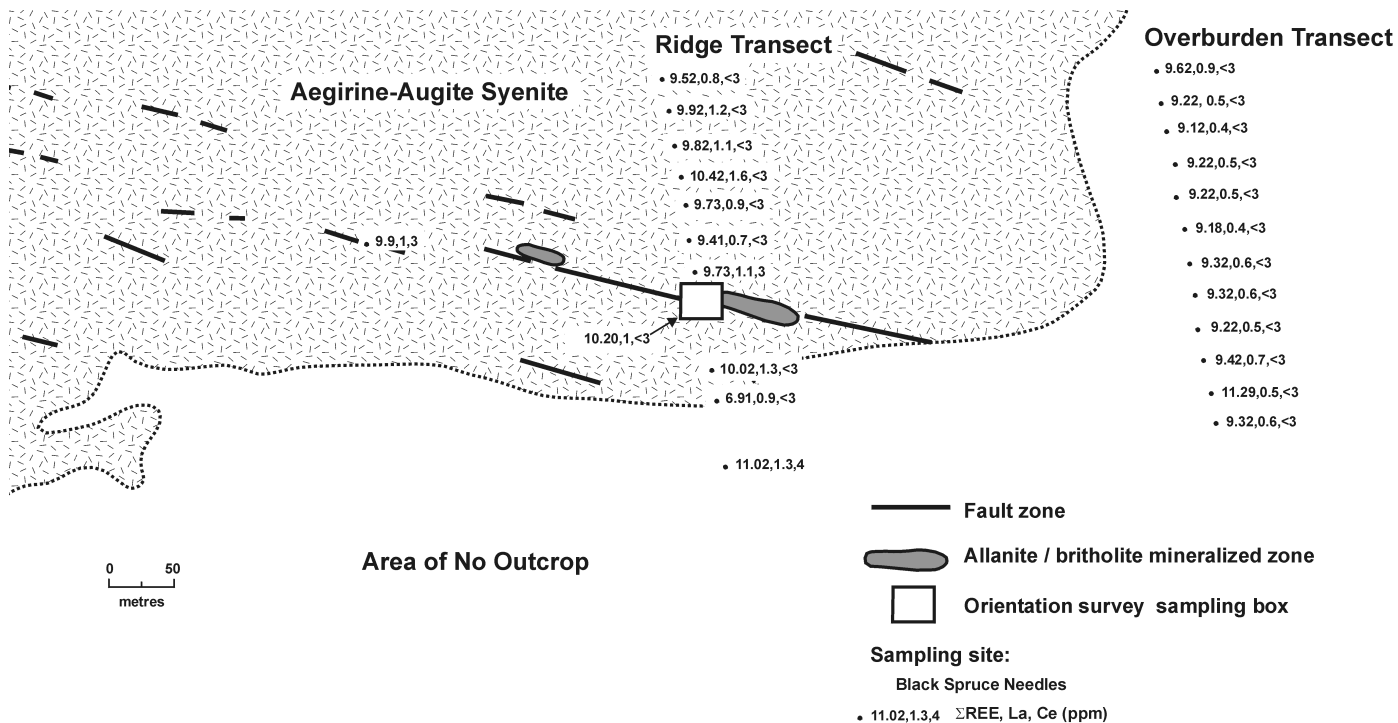 Ridge Transect
Overburden Transect
Aegirine-Augite Syenite
9.52,0.8,<3
9.92,1.2,<3
9.82,1.1,<3
10.42,1.6,<3
9.73,0.9,<3
9.41,0.7,<3
9.73,1.1,3
9.9,1,3
10.20,1,<3
10.02,1.3,<3
6.91,0.9,<3
11.02,1.3,4
9.62,0.9,<3
9.22, 0.5,<3
9.12,0.4,<3
9.22,0.5,<3
9.22,0.5,<3
9.18,0.4,<3
9.32,0.6,<3
9.32,0.6,<3
9.22,0.5,<3
9.42,0.7,<3
11.29,0.5,<3
9.32,0.6,<3
Area of No Outcrop
0 50
metres
Fault zone
Allanite / britholite mineralized zone
Orientation survey sampling box
Sampling site:
Black Spruce Needles
11.02,1.3,4 ΣREE, La, Ce (ppm)